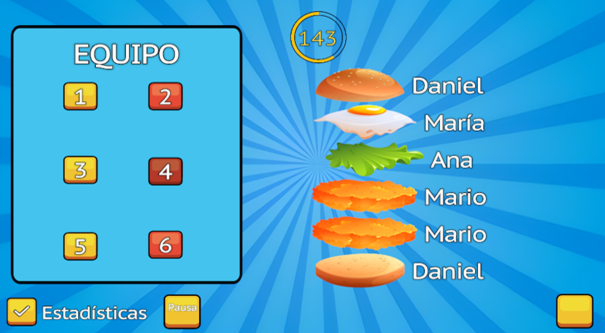 143
EQUIPO
1 2
3 4
5 6
Daniel
María
Ana
Mario
Mario
Daniel
Estadísticas
Pausa